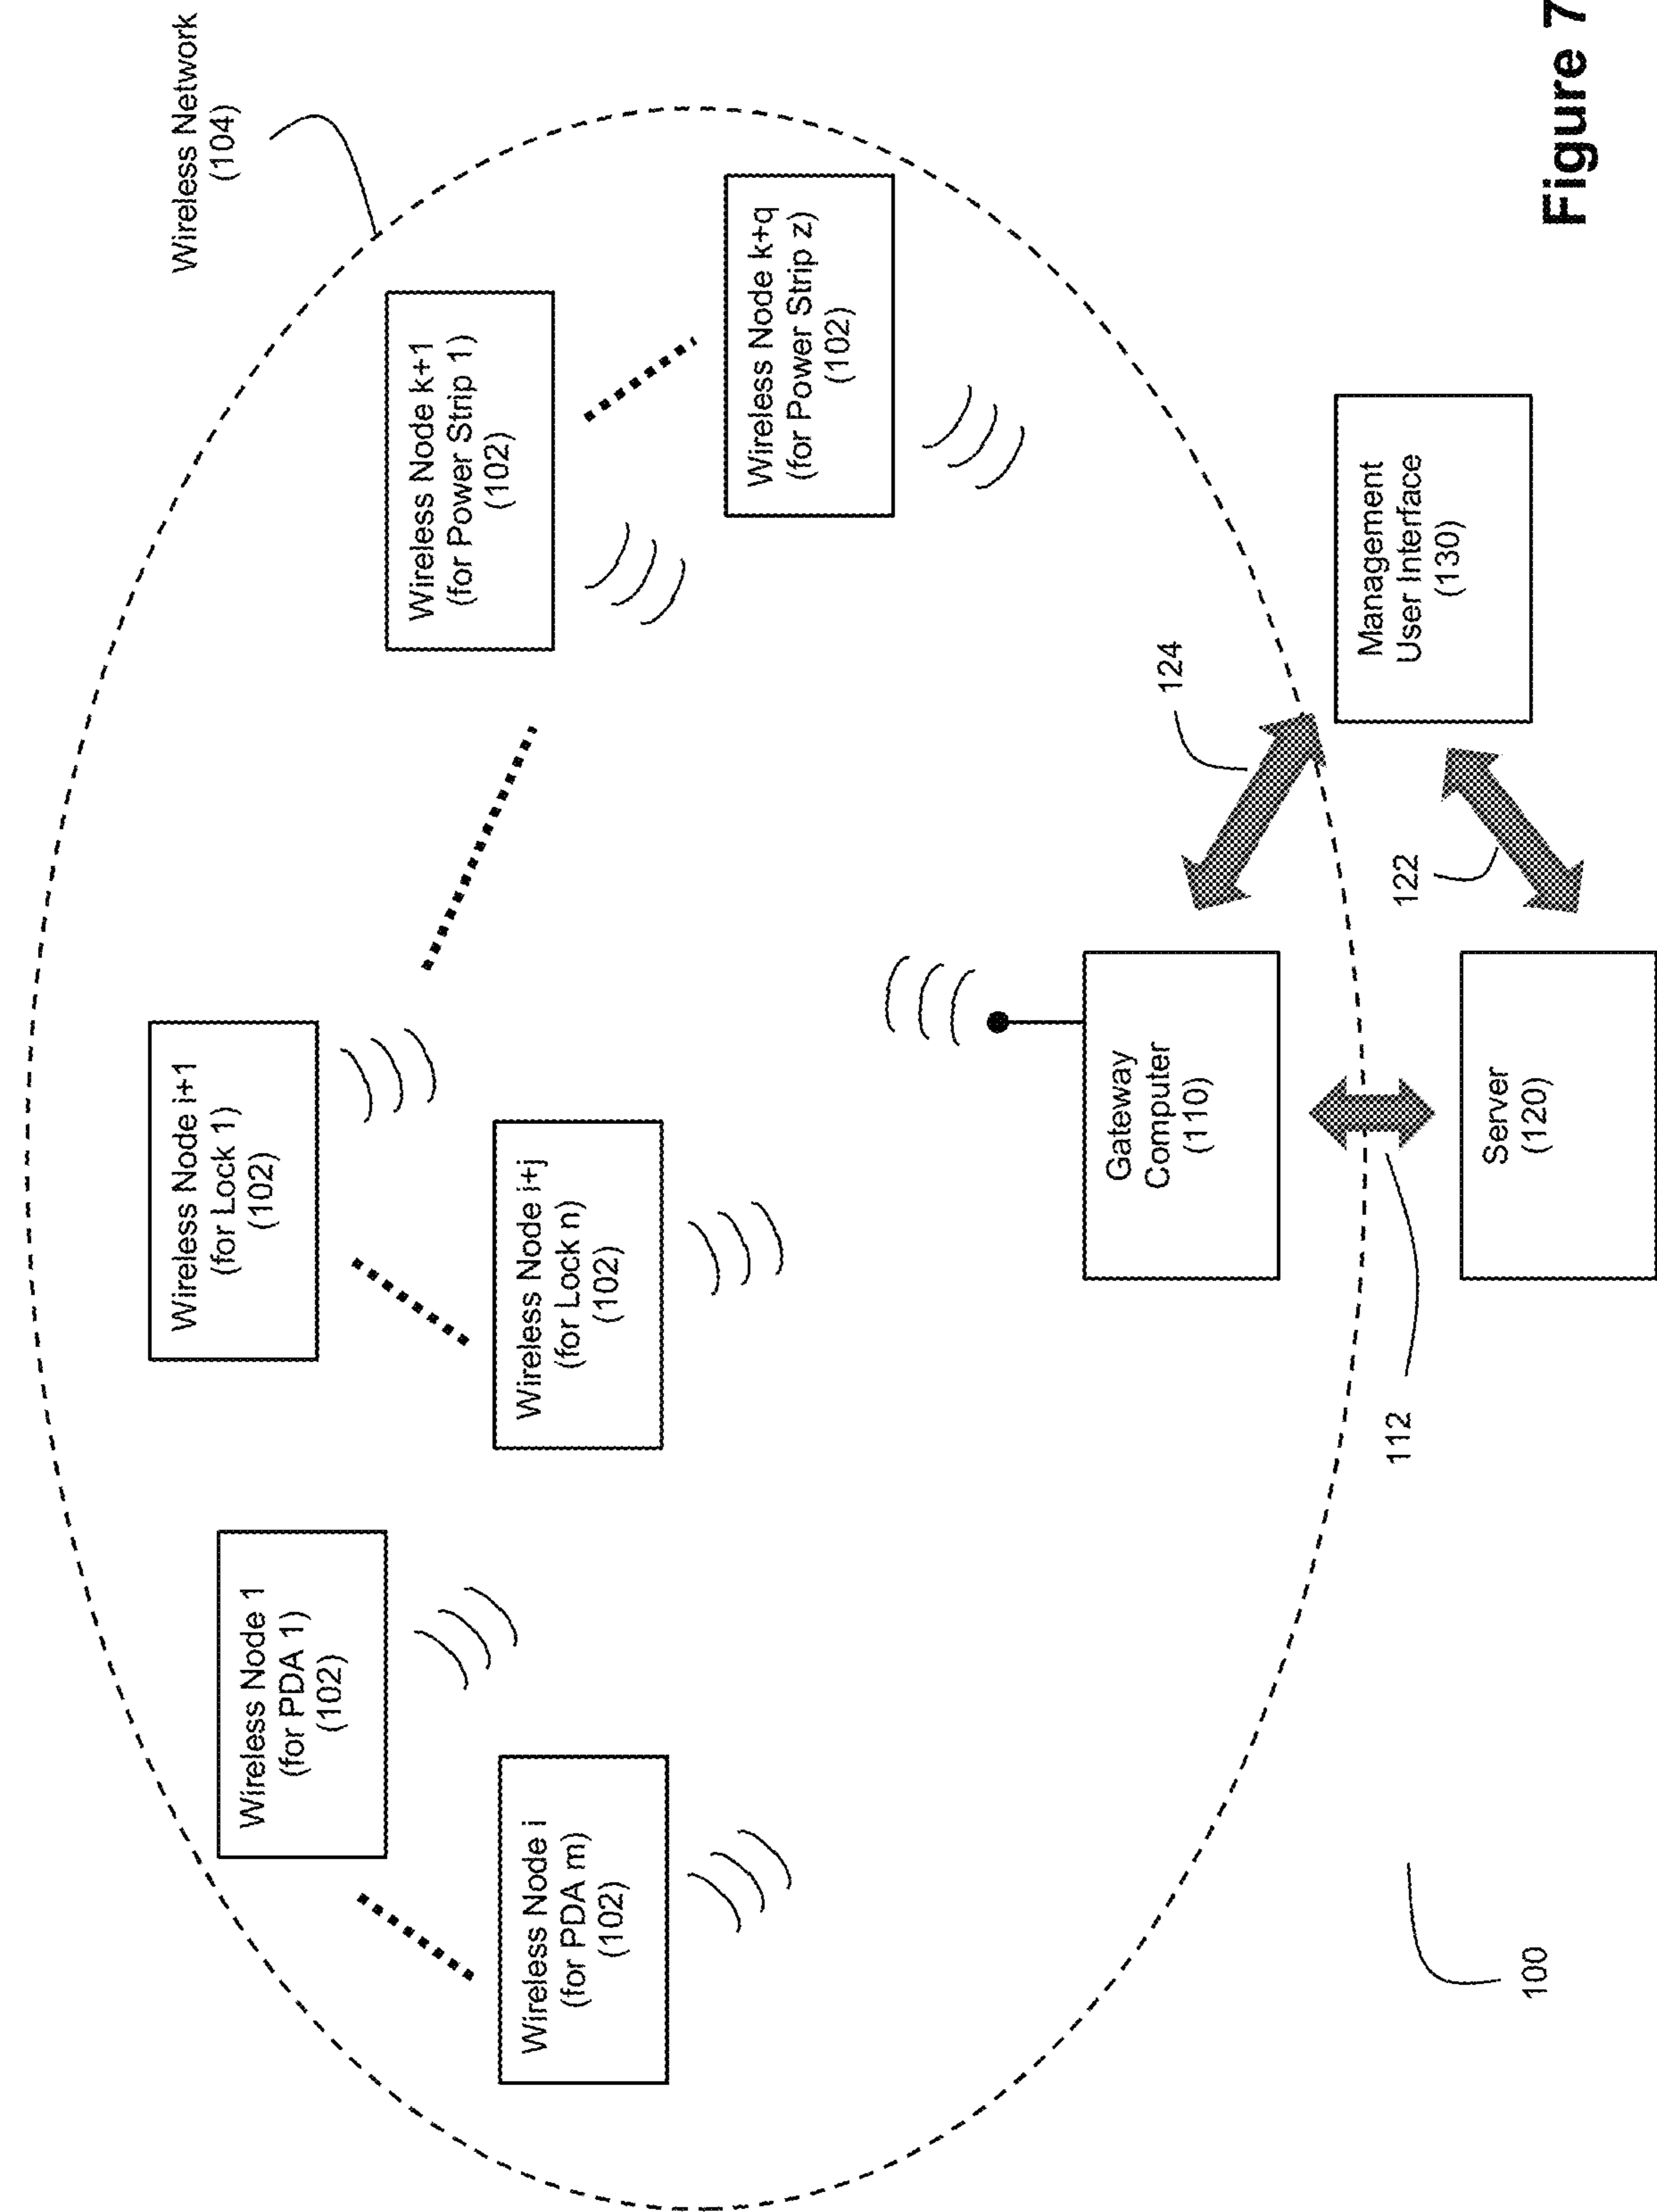 Wireless Network
(104)
Wireless Node 1
(for PDA 1)
(102)
Wireless Node i
(for PDA m)
(102)
Wireless Node i+1
(for Lock 1)
(102)
Wireless Node i+j
(for Lock n)
(102)
Wireless Node k+1
(for Power Strip 1)
(102)
Wireless Node k+q
(for Power Strip z)
(102)
Gateway
Computer
(110)
124
Management
User Interface
(130)
122
112
Server
(120)
100
Figure 7